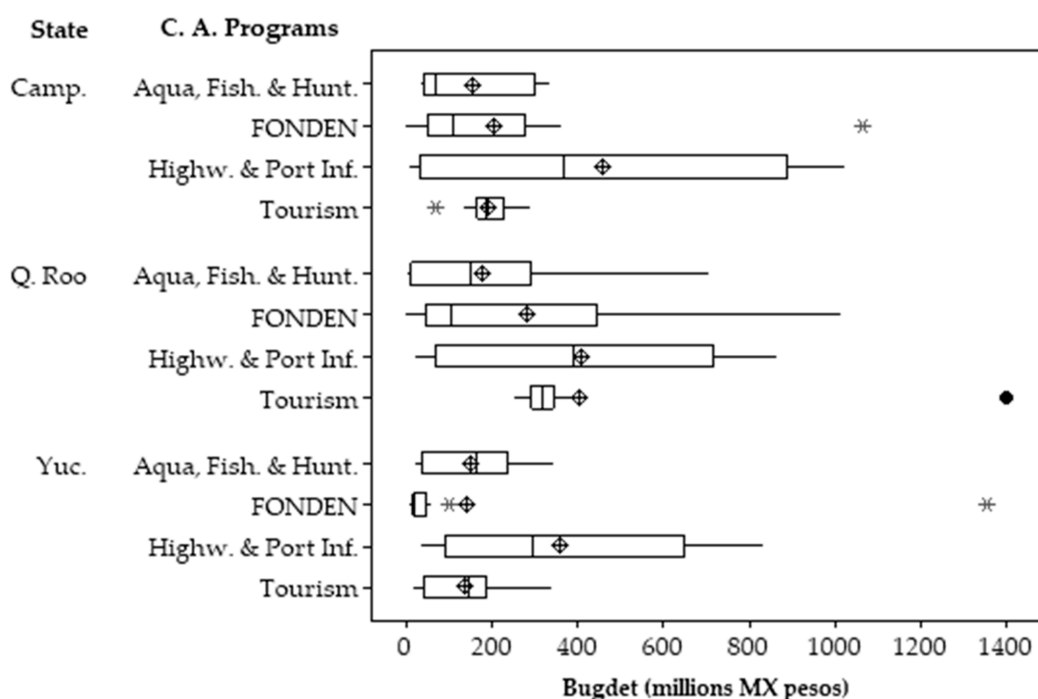 State C. A. Programs
Camp. Aqua, Fish. & Hunt.
FONDEN
Highw. & Port Inf.
Tourism
Q. Roo Aqua, Fish. & Hunt.
FONDEN
Highw. & Port Inf.
Tourism
Yuc. Aqua, Fish. & Hunt.
FONDEN
Highw. & Port Inf.
Tourism
0 200 400 600 800 1000 1200 1400
Bugdet (millions MX pesos)